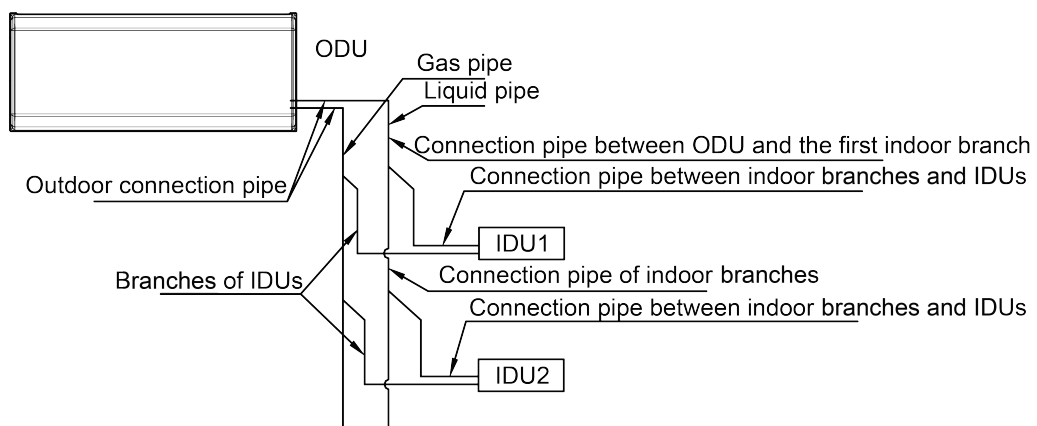 ODU
Gas pipe
Liquid pipe
Connection pipe between ODU and the first indoor branch
Connection pipe between indoor branches and IDUs
Outdoor connection pipe
IDU1
Branches of IDUs
Connection pipe of indoor branches
Connection pipe between indoor branches and IDUs
IDU2